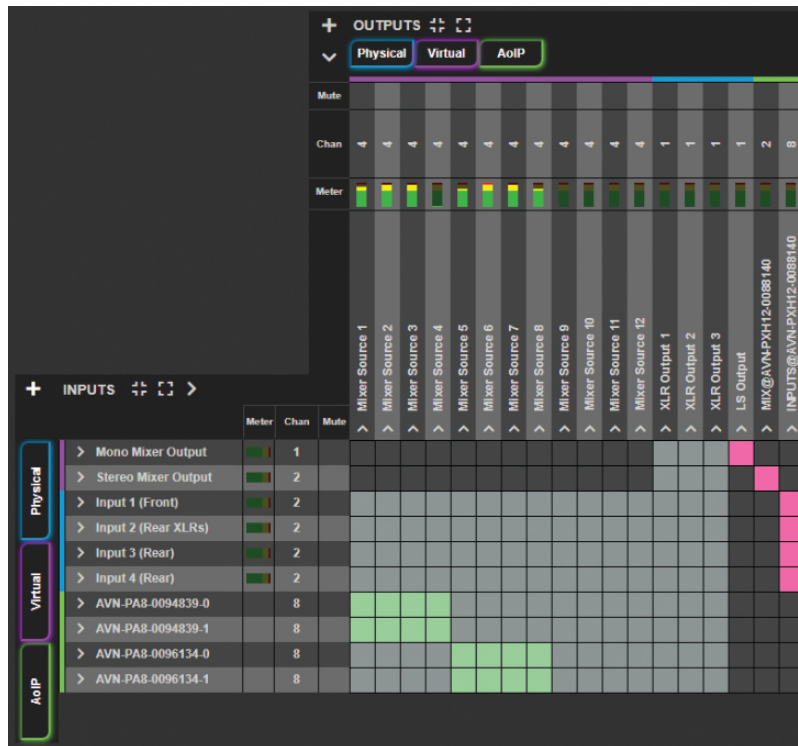 + OUTPUTS
Physical Virtual AoIP
Mute
Chan 4 4 4 4 4 4 4 4 4 4 4 4 1 1 1 1 2 8
Meter
Mixer Source 1
Mixer Source 2
Mixer Source 3
Mixer Source 4
Mixer Source 5
Mixer Source 6
Mixer Source 7
Mixer Source 8
Mixer Source 9
Mixer Source 10
Mixer Source 11
Mixer Source 12
XLR Output 1
XLR Output 2
XLR Output 3
LS Output
MIX@AVN-PXH12-0088140
INPUTS@AVN-PXH12-0088140
+ INPUTS
Meter Chan Mute
Physical
Virtual
AoIP
> Mono Mixer Output 1
> Stereo Mixer Output 2
> Input 1 (Front) 2
> Input 2 (Rear XLRs) 2
> Input 3 (Rear) 2
> Input 4 (Rear) 2
> AVN-PA8-0094839-0 8
> AVN-PA8-0094839-1 8
> AVN-PA8-0096134-0 8
> AVN-PA8-0096134-1 8